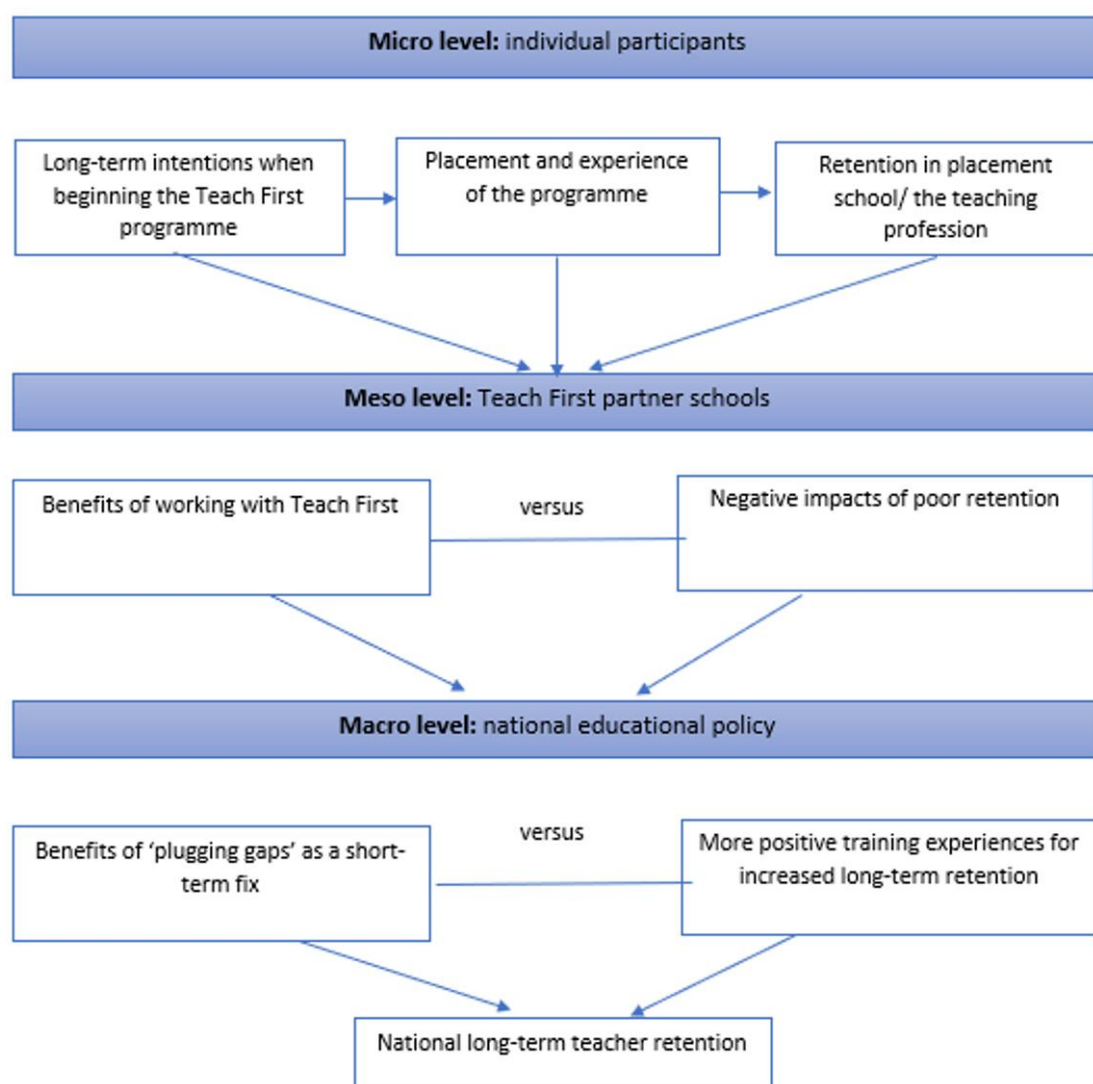 Micro level: individual participants
Long-term intentions when
beginning the Teach First
programme
Placement and experience
of the programme
Retention in placement
school/ the teaching
profession
Meso level: Teach First partner schools
Benefits of working with Teach First
versus
Negative impacts of poor retention
Macro level: national educational policy
Benefits of ‘plugging gaps’ as a short-
term fix
versus
More positive training experiences for
increased long-term retention
National long-term teacher retention